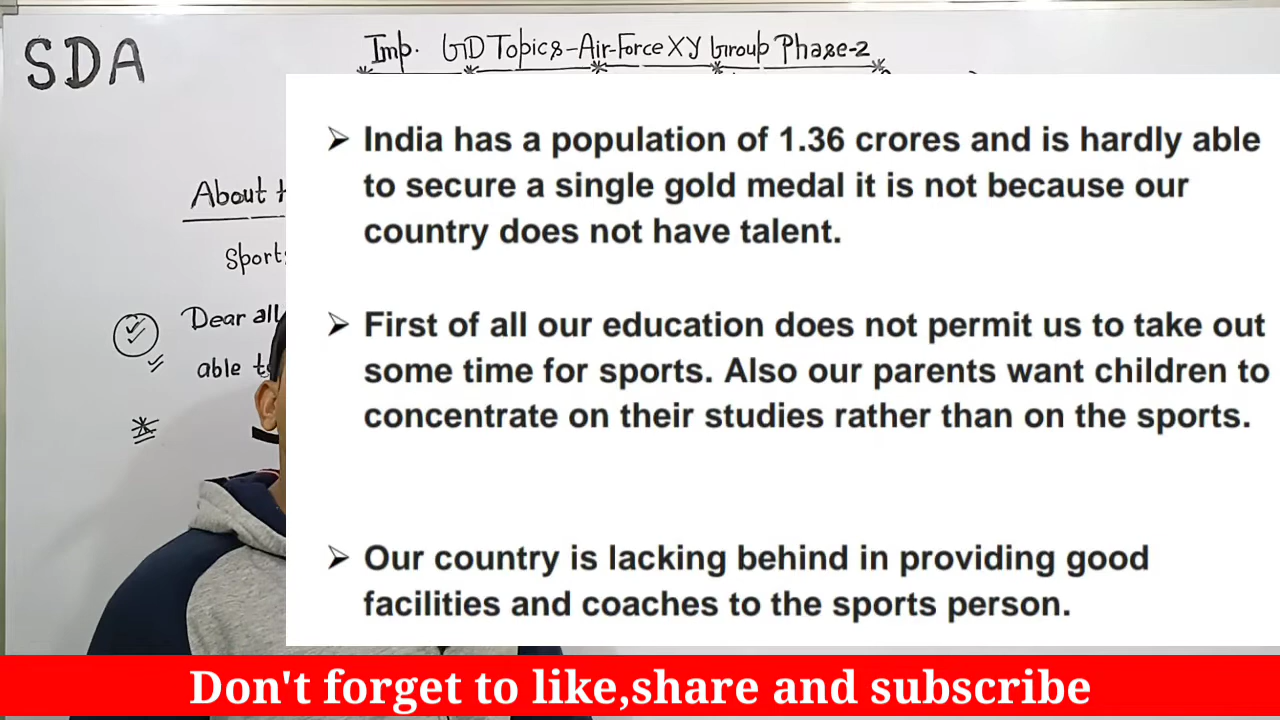 SDA
Imp. GD Topics-Air-Force XY Group Phase-2
➢ India has a population of 1.36 crores and is hardly able
to secure a single gold medal it is not because our
country does not have talent.
About
Sport
➢ First of all our education does not permit us to take out
some time for sports. Also our parents want children to
concentrate on their studies rather than on the sports.
Dear all
able
➢ Our country is lacking behind in providing good
facilities and coaches to the sports person.
Don't forget to like,share and subscribe